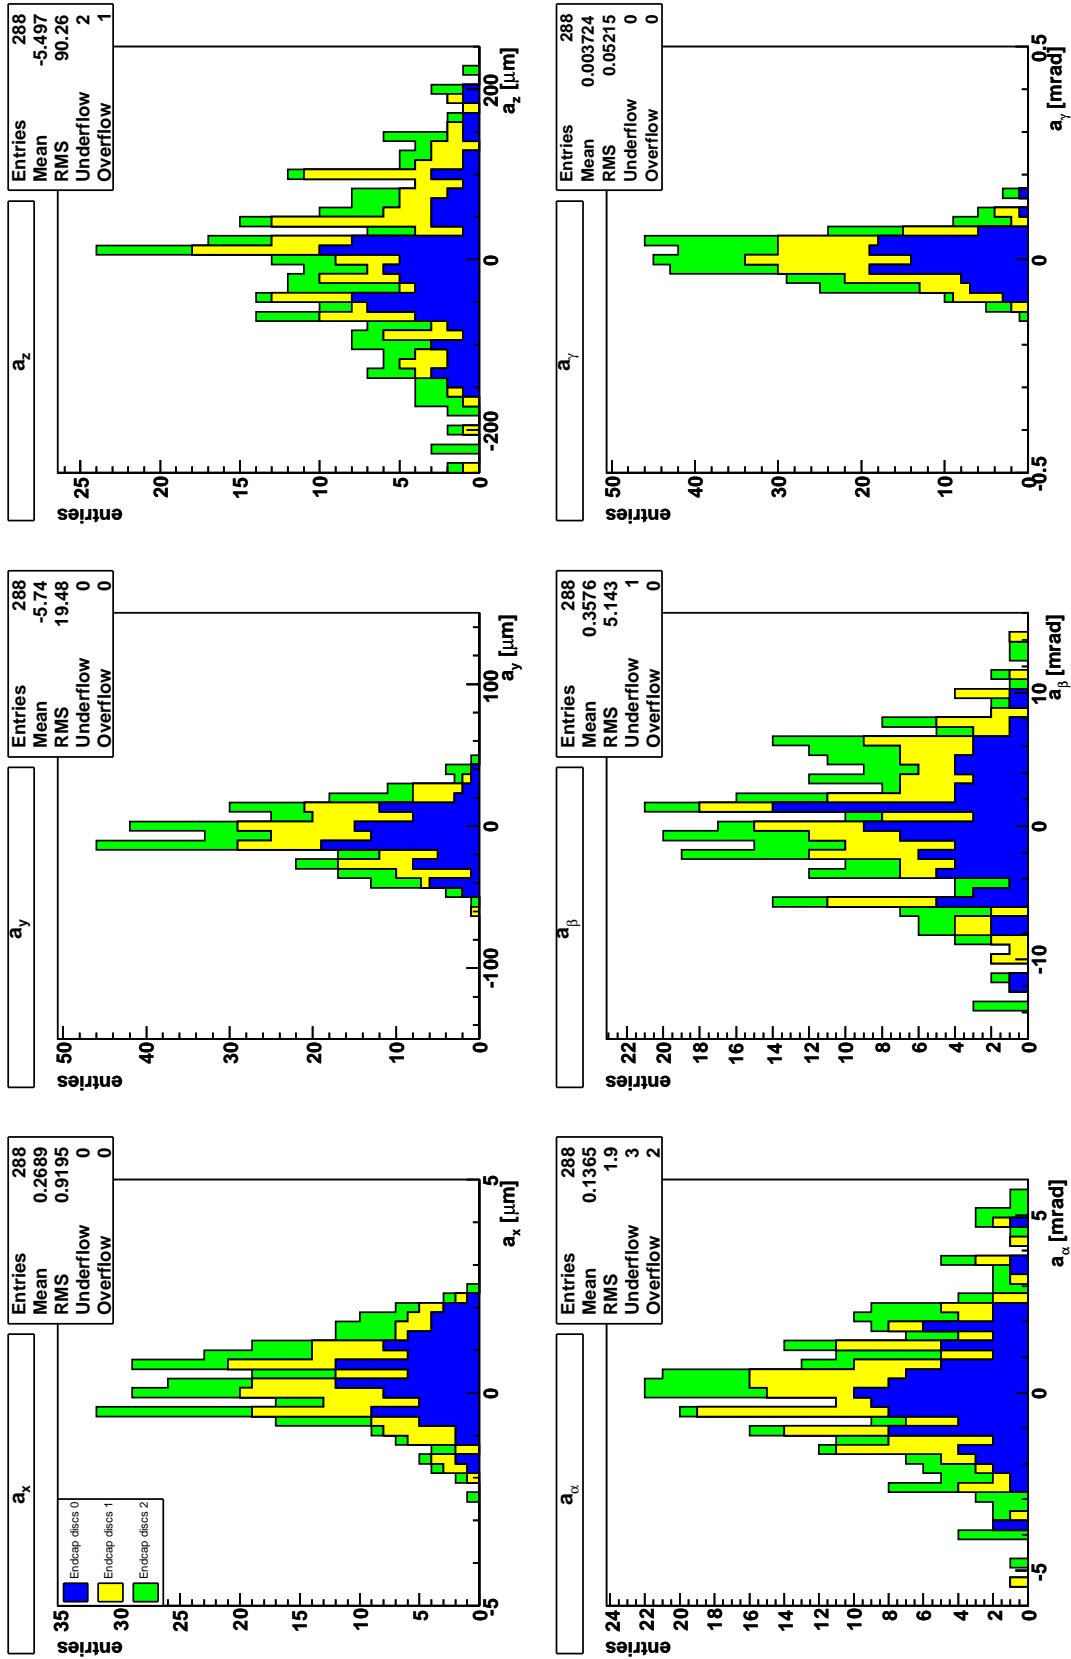 a_x
Entries 288
Mean 0.2689
RMS 0.9195
Underflow 0
Overflow 0
Endcap discs 0
Endcap discs 1
Endcap discs 2
entries
35
30
25
20
15
10
5
0
-5 0 5
a_x [μm]
a_y
Entries 288
Mean -5.74
RMS 19.48
Underflow 0
Overflow 0
entries
50
40
30
20
10
0
-100 0 100
a_y [μm]
a_z
Entries 288
Mean -5.497
RMS 90.26
Underflow 2
Overflow 1
entries
25
20
15
10
5
0
-200 0 200
a_z [μm]
a_α
Entries 288
Mean 0.1365
RMS 1.9
Underflow 3
Overflow 2
entries
24
22
20
18
16
14
12
10
8
6
4
2
0
-5 0 5
a_α [mrad]
a_β
Entries 288
Mean 0.3576
RMS 5.143
Underflow 1
Overflow 0
entries
22
20
18
16
14
12
10
8
6
4
2
0
-10 0 10
a_β [mrad]
a_γ
Entries 288
Mean 0.003724
RMS 0.05215
Underflow 0
Overflow 0
entries
50
40
30
20
10
0
-0.5 0 0.5
a_γ [mrad]